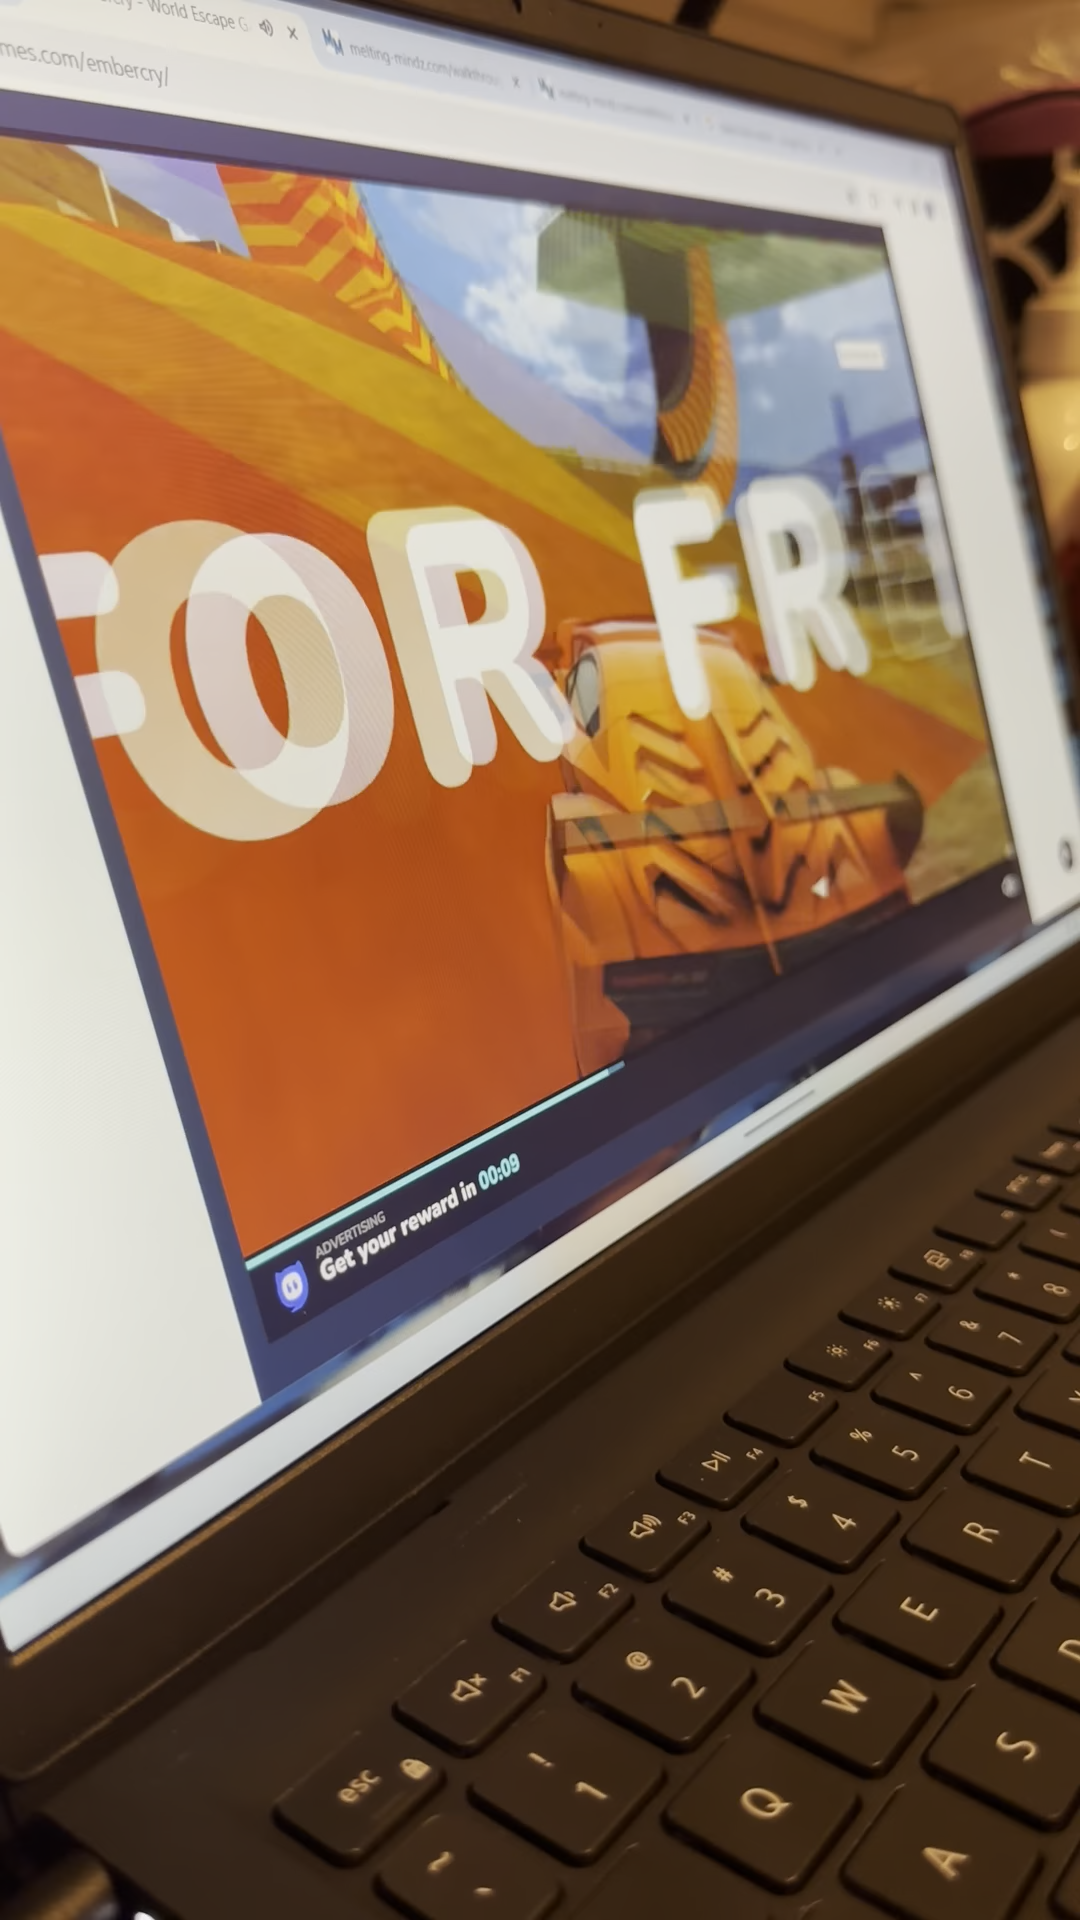 World Escape G
mes.com/embercry/
melting-mindz.com/walkthrou
FOR FR
ADVERTISING
Get your reward in 00:09
esc
F1
F2
F3
F4
F5
F6
F7
~
! 1
@ 2
# 3
$ 4
% 5
^ 6
& 7
* 8
Q W E R T
A S D